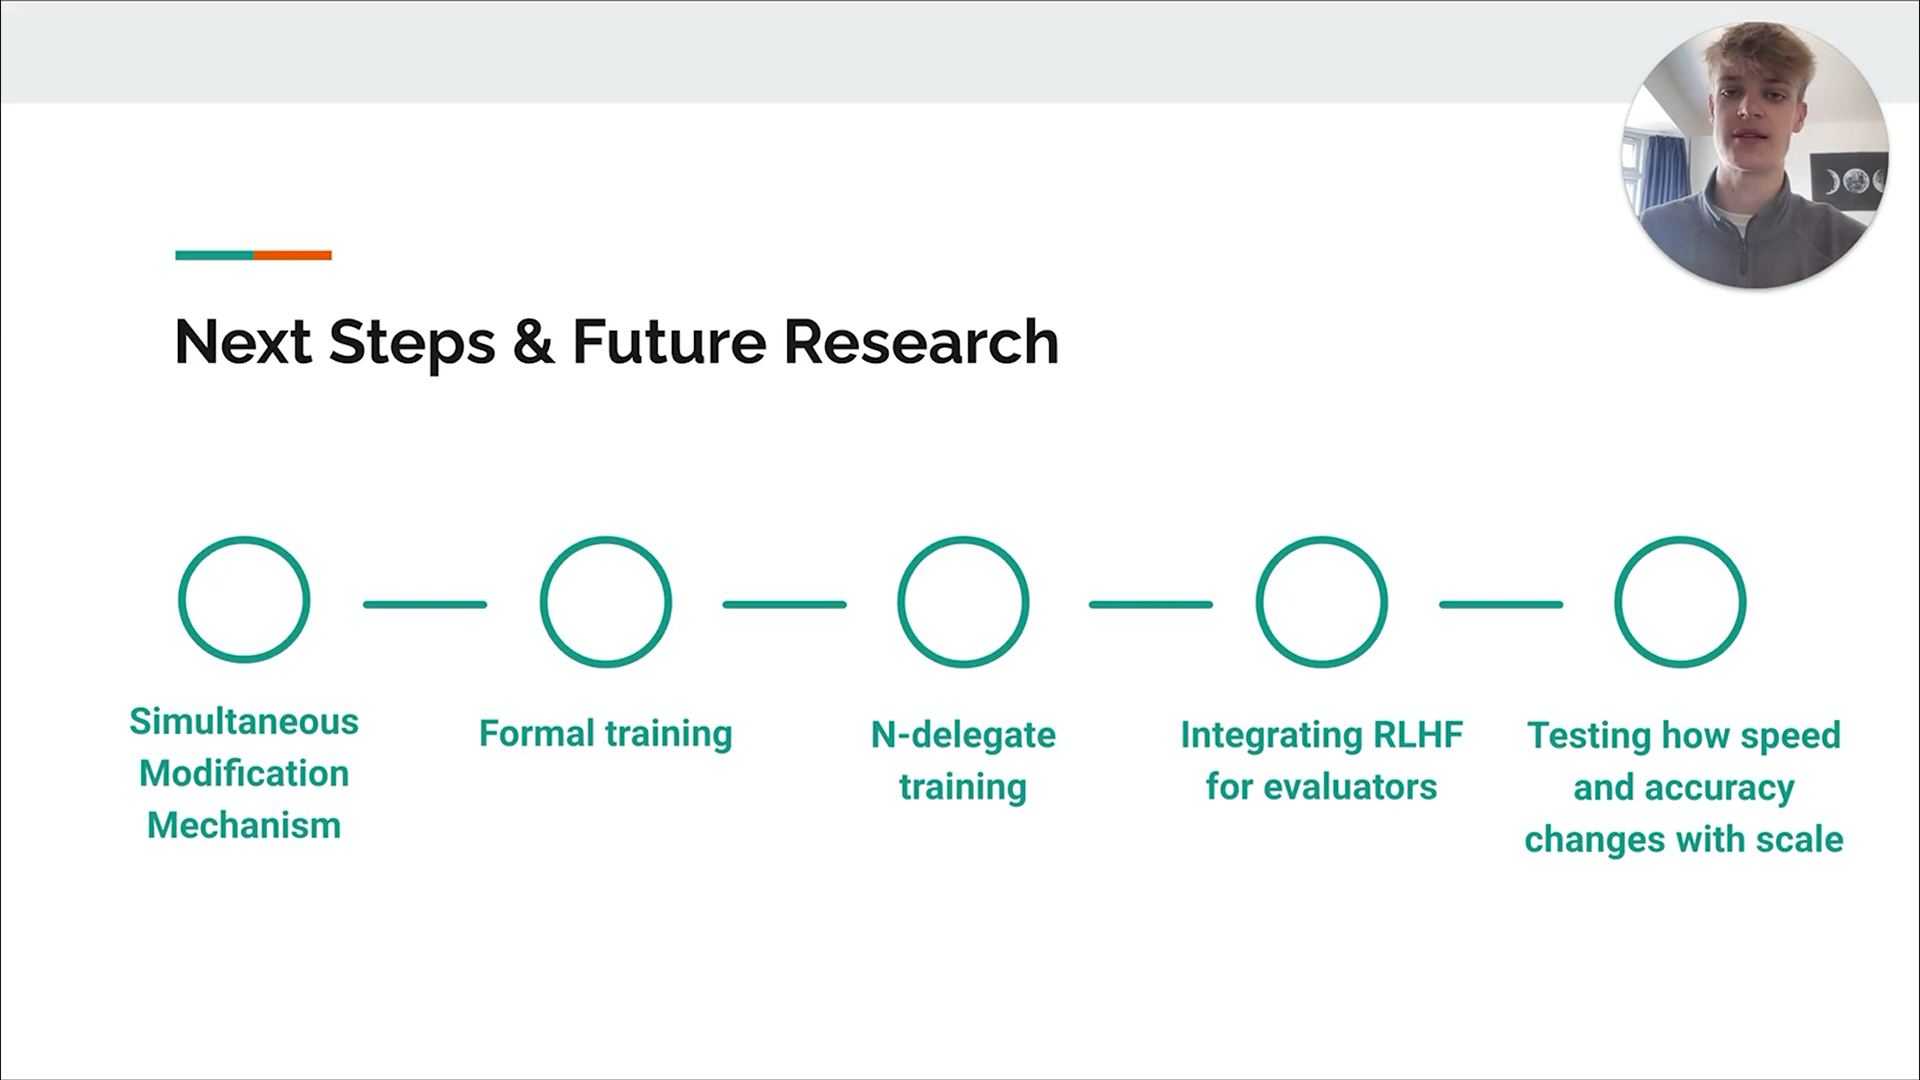 Next Steps & Future Research
Simultaneous
Modification
Mechanism
Formal training
N-delegate
training
Integrating RLHF
for evaluators
Testing how speed
and accuracy
changes with scale